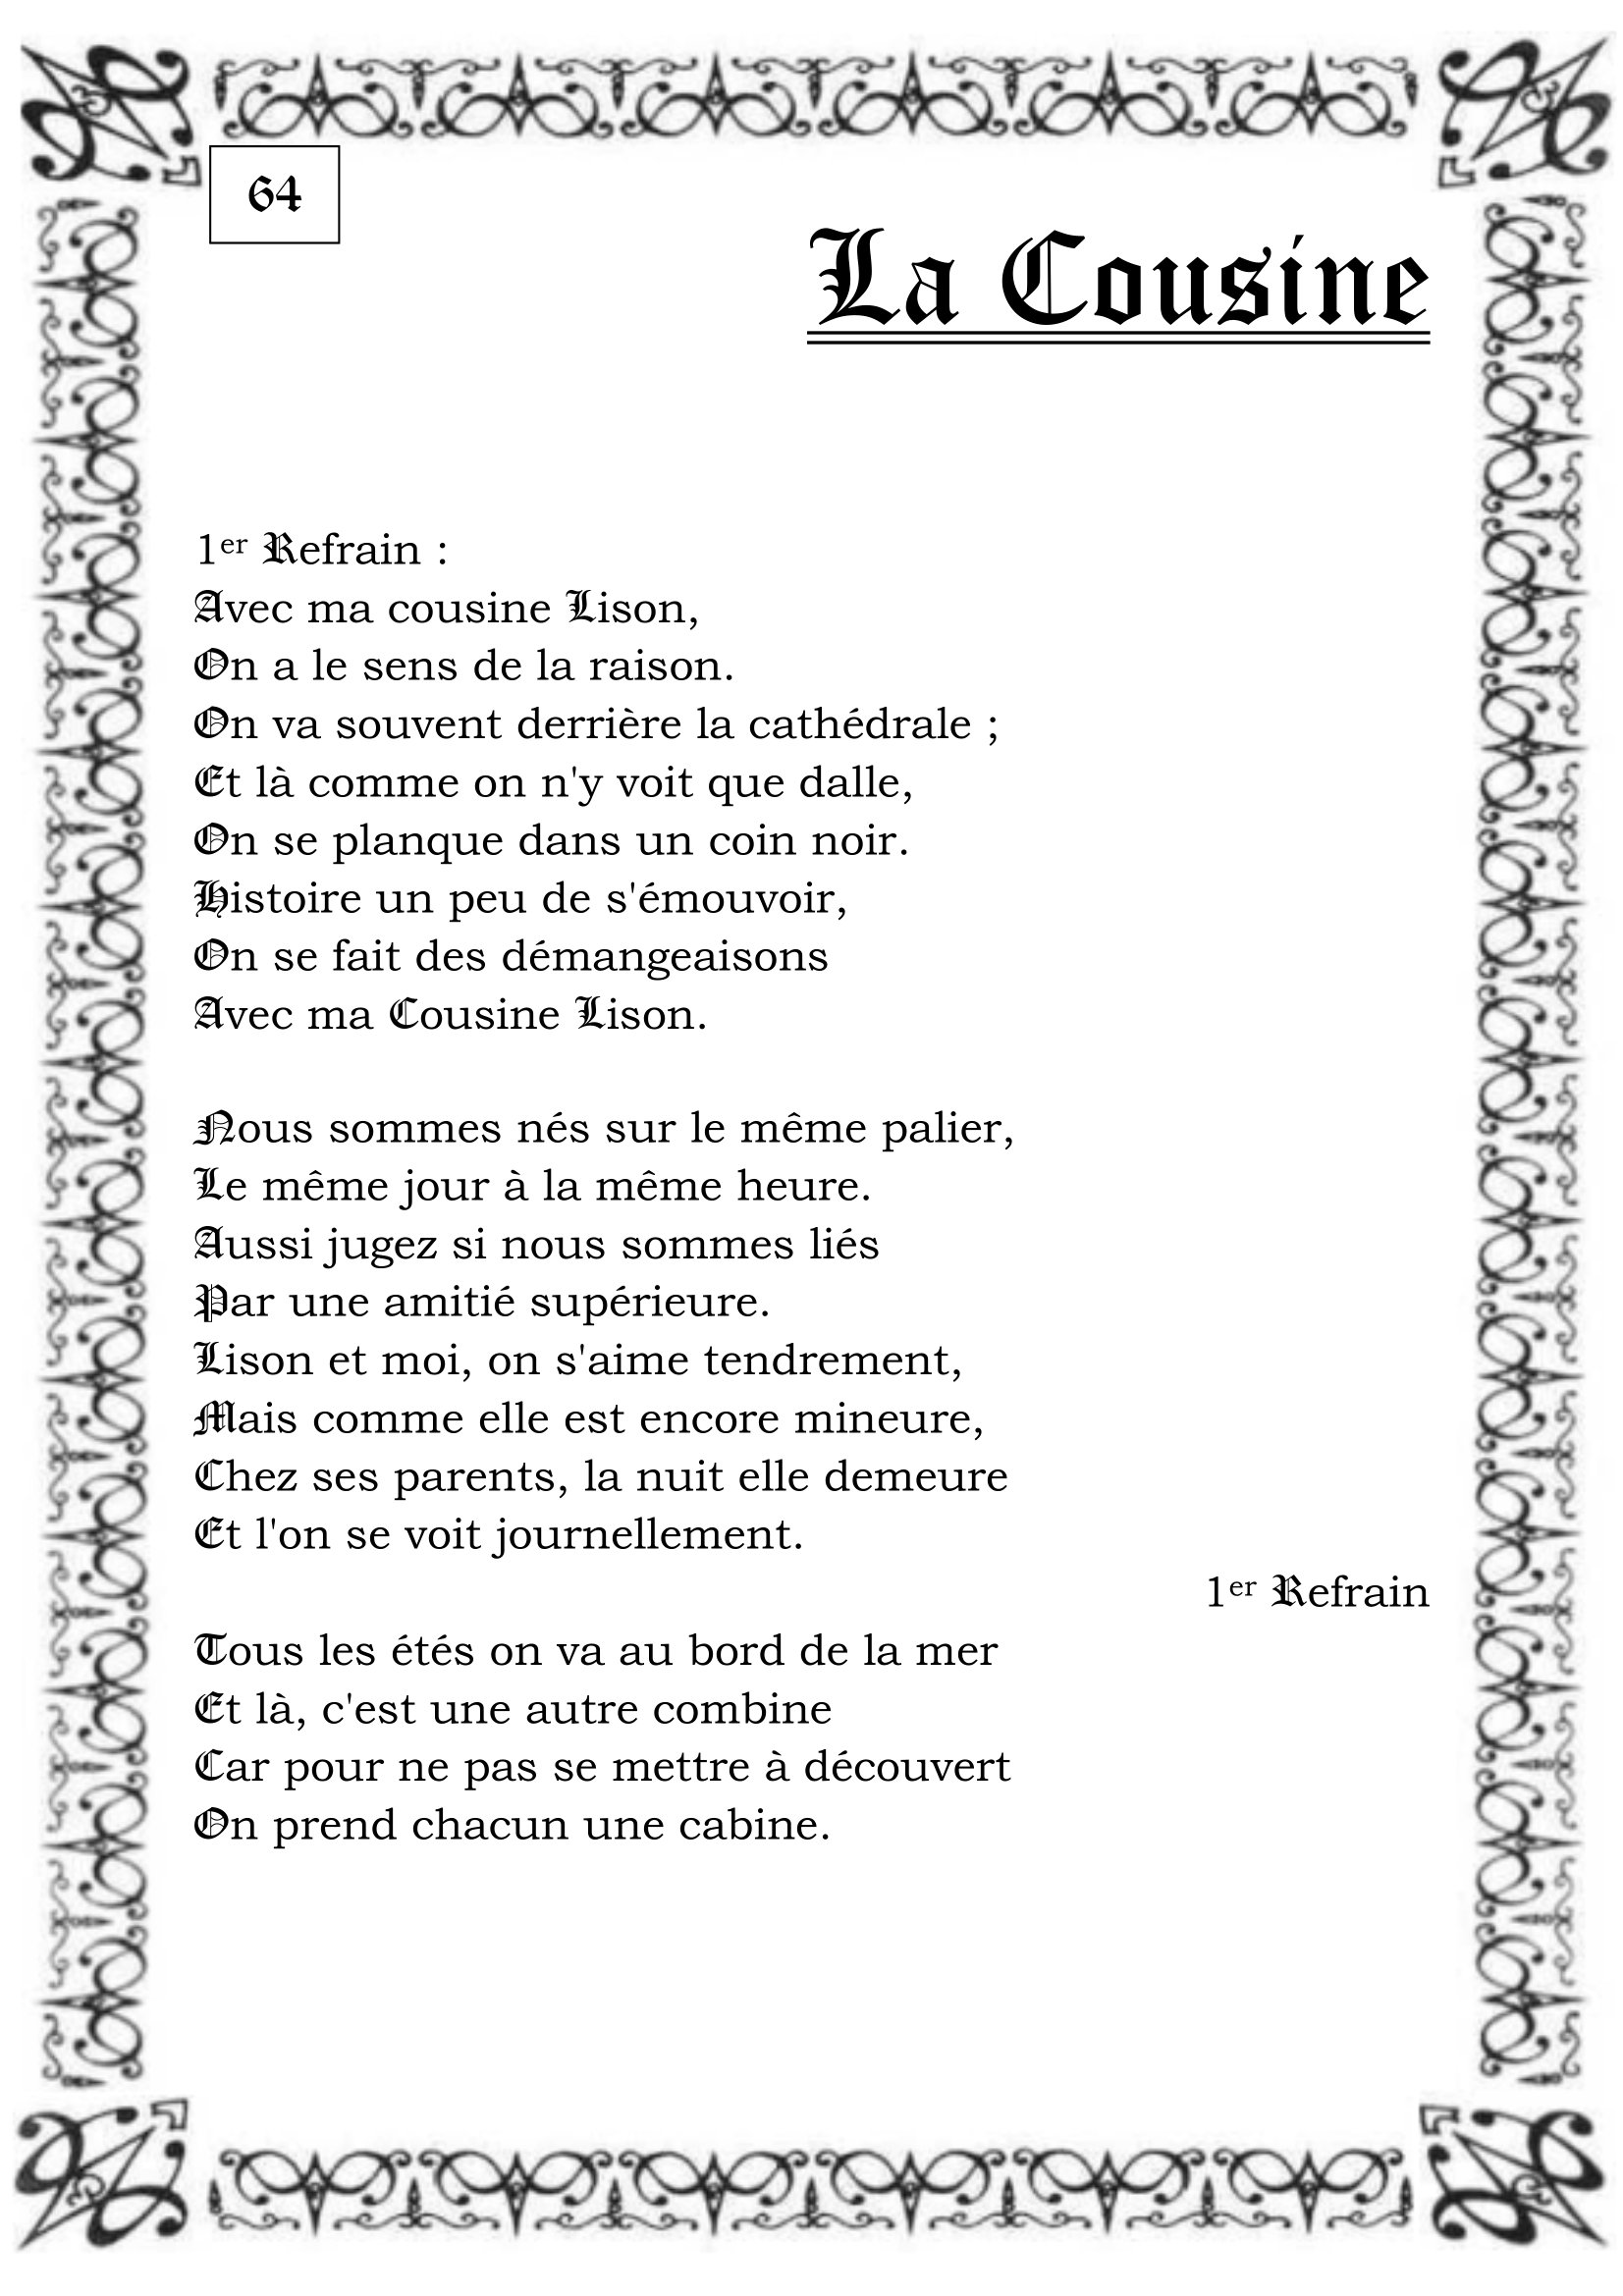 64
La Cousine
1er Refrain :
Avec ma cousine Lison,
On a le sens de la raison.
On va souvent derrière la cathédrale ;
Et là comme on n'y voit que dalle,
On se planque dans un coin noir.
Histoire un peu de s'émouvoir,
On se fait des démangeaisons
Avec ma Cousine Lison.
Nous sommes nés sur le même palier,
Le même jour à la même heure.
Aussi jugez si nous sommes liés
Par une amitié supérieure.
Lison et moi, on s'aime tendrement,
Mais comme elle est encore mineure,
Chez ses parents, la nuit elle demeure
Et l'on se voit journellement.
1er Refrain
Tous les étés on va au bord de la mer
Et là, c'est une autre combine
Car pour ne pas se mettre à découvert
On prend chacun une cabine.